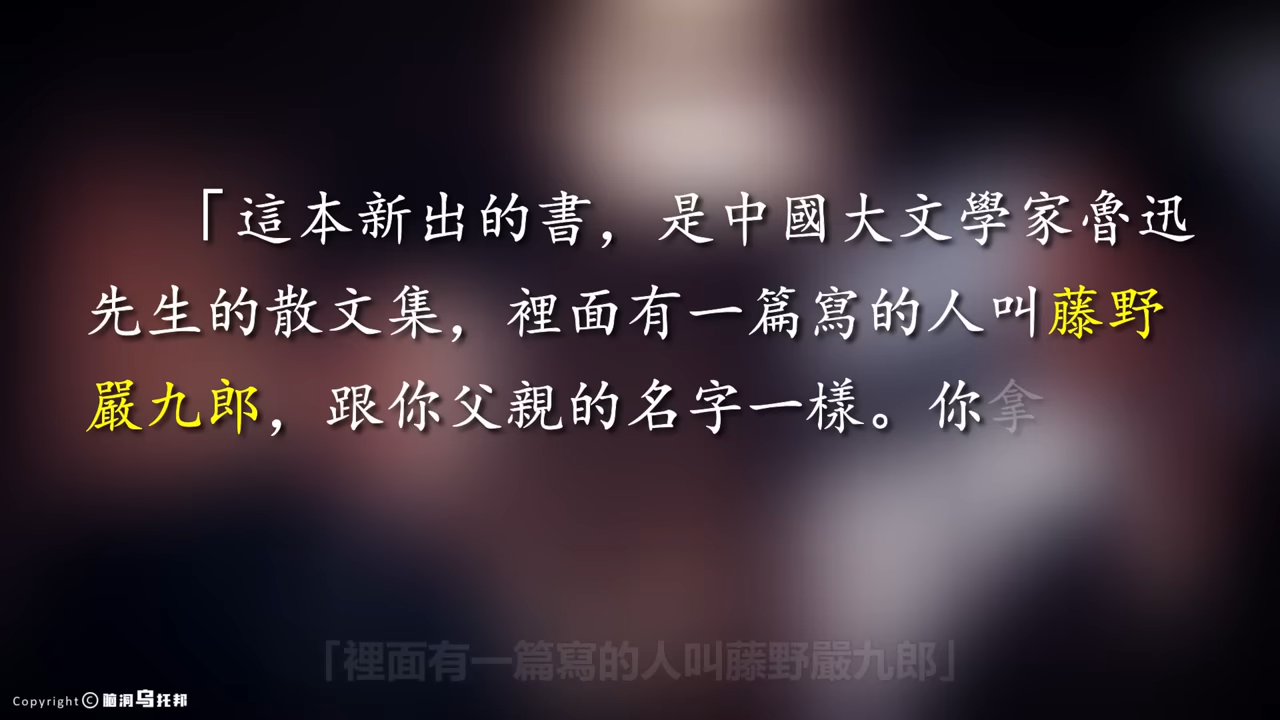 「這本新出的書，是中國大文學家魯迅
先生的散文集，裡面有一篇寫的人叫藤野
嚴九郎，跟你父親的名字一樣。你拿
「裡面有一篇寫的人叫藤野嚴九郎」
Copyright © 脑洞乌托邦